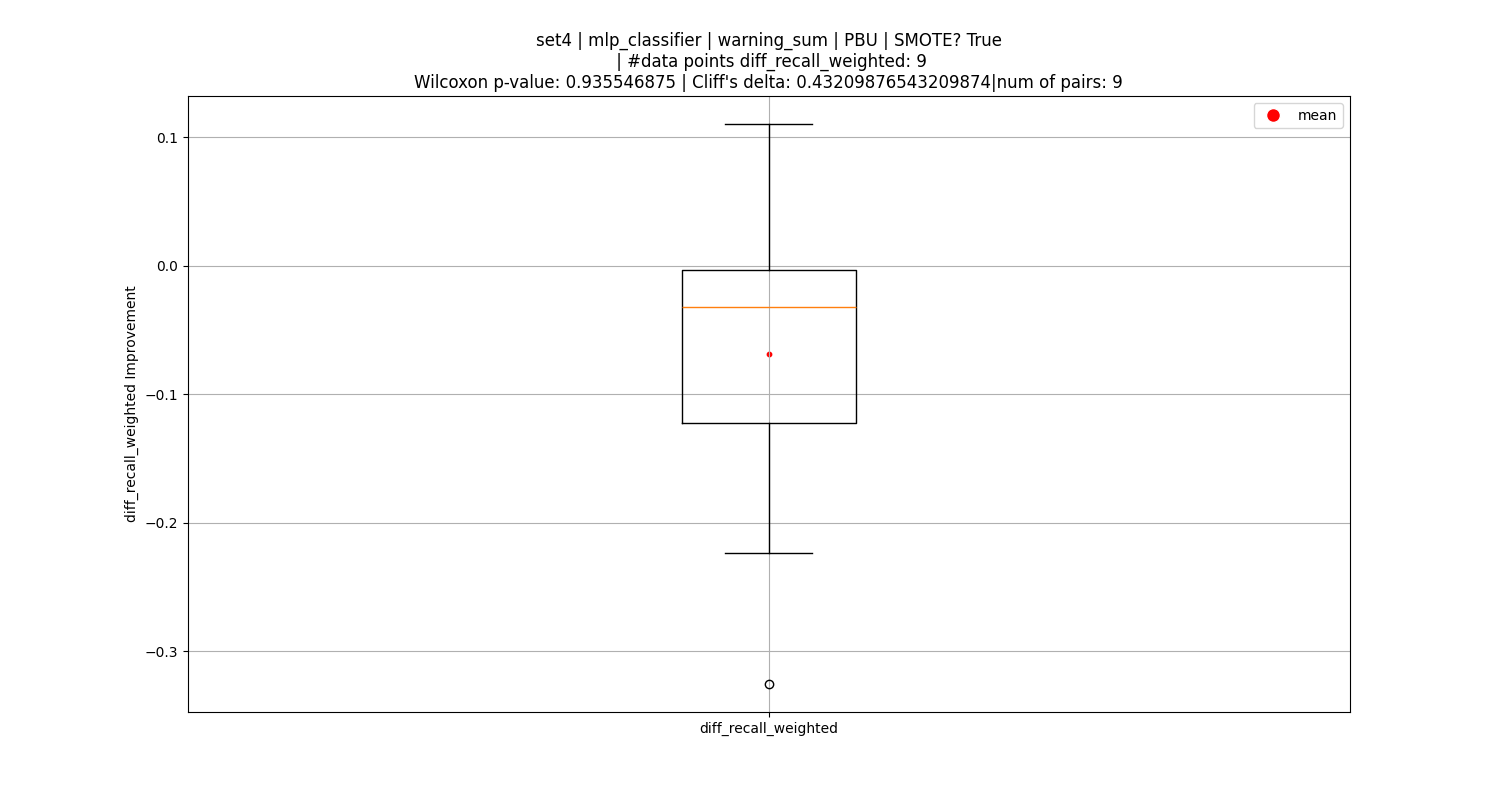 set4 | mlp_classifier | warning_sum | PBU | SMOTE? True
| #data points diff_recall_weighted: 9
Wilcoxon p-value: 0.935546875 | Cliff's delta: 0.43209876543209874|num of pairs: 9
mean
0.1
0.0
−0.1
−0.2
−0.3
diff_recall_weighted Improvement
diff_recall_weighted